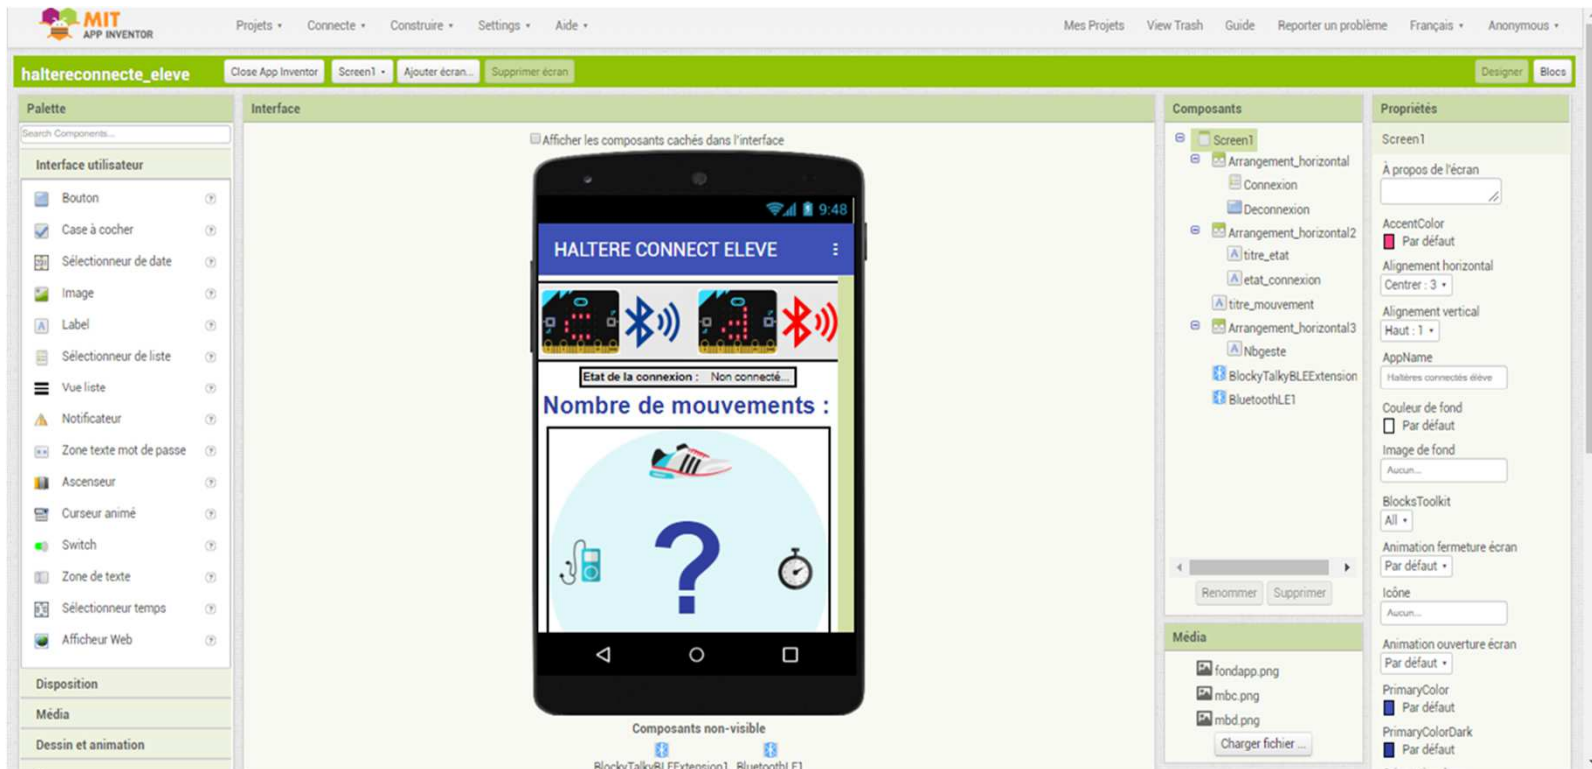 MIT
APP INVENTOR
Projets
Connecte
Construire
Settings
Aide
Mes Projets
View Trash
Guide
Reporter un problème
Français
Anonymous
haltereconnecte_eleve
Close App Inventor
Screen1
Ajouter écran...
Supprimer écran
Designer
Blocs
Palette
Search Components...
Interface utilisateur
Bouton
Case à cocher
Sélectionneur de date
Image
Label
Sélectionneur de liste
Vue liste
Notificateur
Zone texte mot de passe
Ascenseur
Curseur animé
Switch
Zone de texte
Sélectionneur temps
Afficheur Web
Disposition
Média
Dessin et animation
Interface
Afficher les composants cachés dans l'interface
9:48
HALTERE CONNECT ELEVE
Etat de la connexion : Non connecté...
Nombre de mouvements :
?
Composants non-visible
BlockyTalkyBLEExtension1 BluetoothLE1
Composants
Screen1
Arrangement_horizontal
Connexion
Deconnexion
Arrangement_horizontal2
titre_etat
etat_connexion
titre_mouvement
Arrangement_horizontal3
Nbgeste
BlockyTalkyBLEExtension
BluetoothLE1
Renommer
Supprimer
Média
fondapp.png
mbc.png
mbd.png
Charger fichier ...
Propriétés
Screen1
À propos de l'écran
AccentColor
Par défaut
Alignement horizontal
Centrer : 3
Alignement vertical
Haut : 1
AppName
Haltères connectés élève
Couleur de fond
Par défaut
Image de fond
Aucun...
BlocksToolkit
All
Animation fermeture écran
Par défaut
Icône
Aucun...
Animation ouverture écran
Par défaut
PrimaryColor
Par défaut
PrimaryColorDark
Par défaut